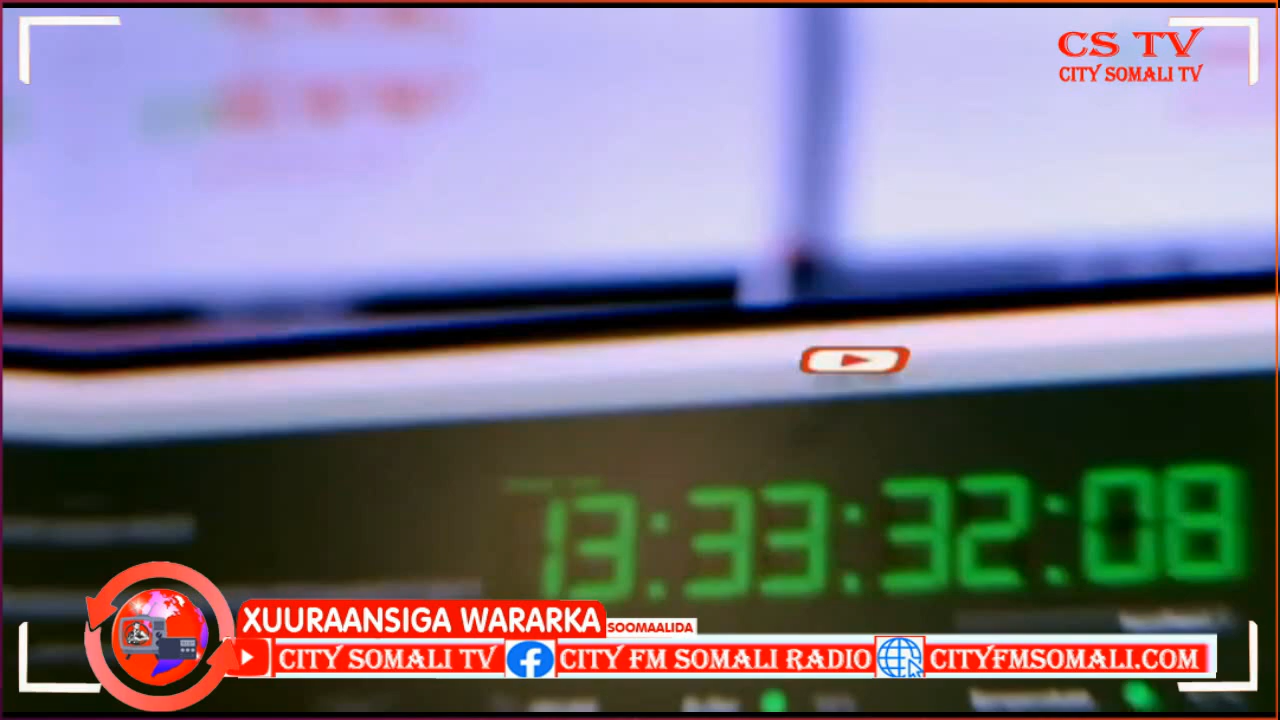 CS TV
CITY SOMALI TV
13:33:32:08
XUURAANSIGA WARARKA
SOOMAALIDA
CITY SOMALI TV CITY FM SOMALI RADIO CITYFMSOMALI.COM